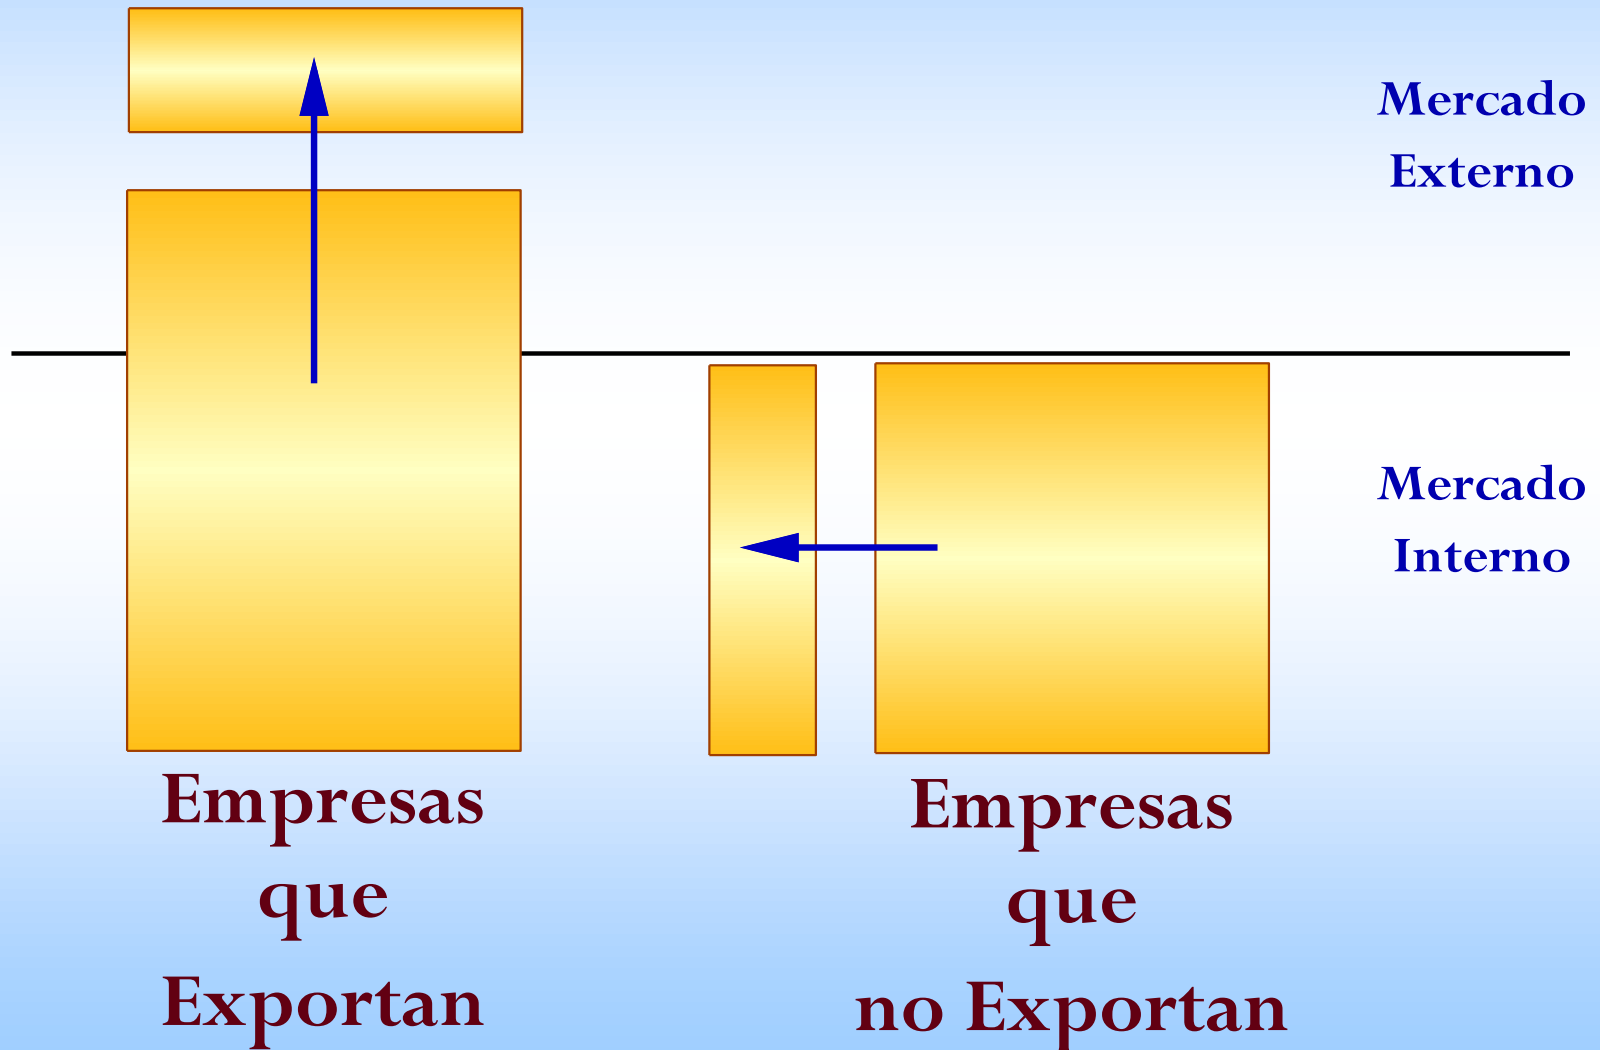 Mercado
Externo
Mercado
Interno
Empresas
que
Exportan
Empresas
que
no Exportan